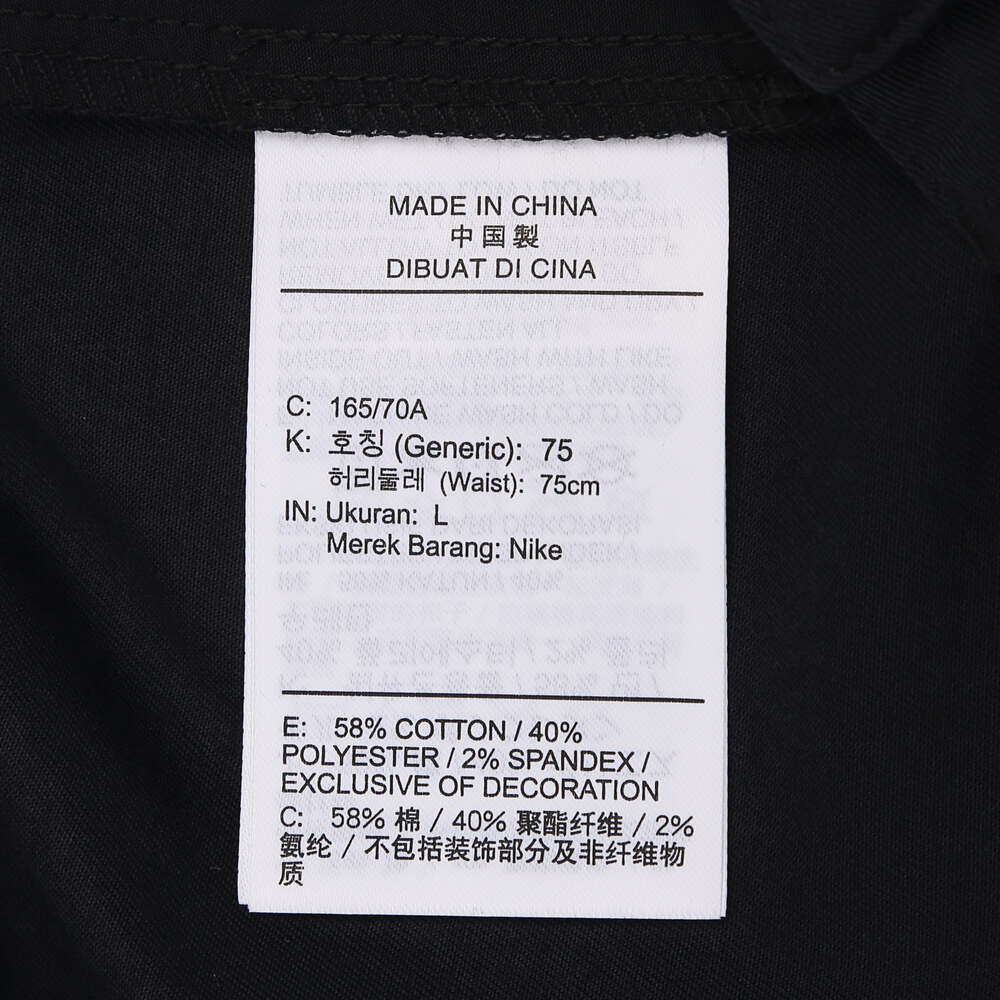 MADE IN CHINA
中国製
DIBUAT DI CINA
C: 165/70A
K: 호칭 (Generic): 75
허리둘레 (Waist): 75cm
IN: Ukuran: L
Merek Barang: Nike
E: 58% COTTON / 40%
POLYESTER / 2% SPANDEX /
EXCLUSIVE OF DECORATION
C: 58% 棉 / 40% 聚酯纤维 / 2%
氨纶 / 不包括装饰部分及非纤维物
质